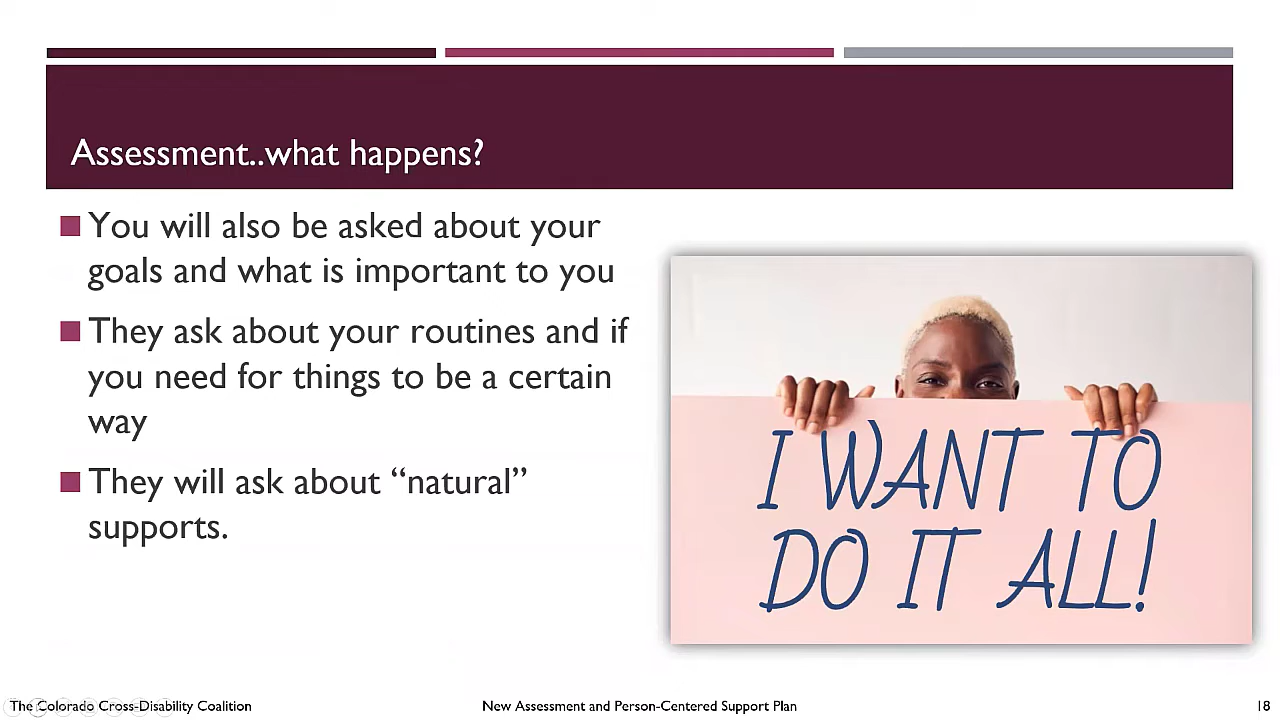 Assessment..what happens?
You will also be asked about your
goals and what is important to you
They ask about your routines and if
you need for things to be a certain
way
They will ask about “natural”
supports.
I WANT TO
DO IT ALL!
The Colorado Cross-Disability Coalition
New Assessment and Person-Centered Support Plan
18